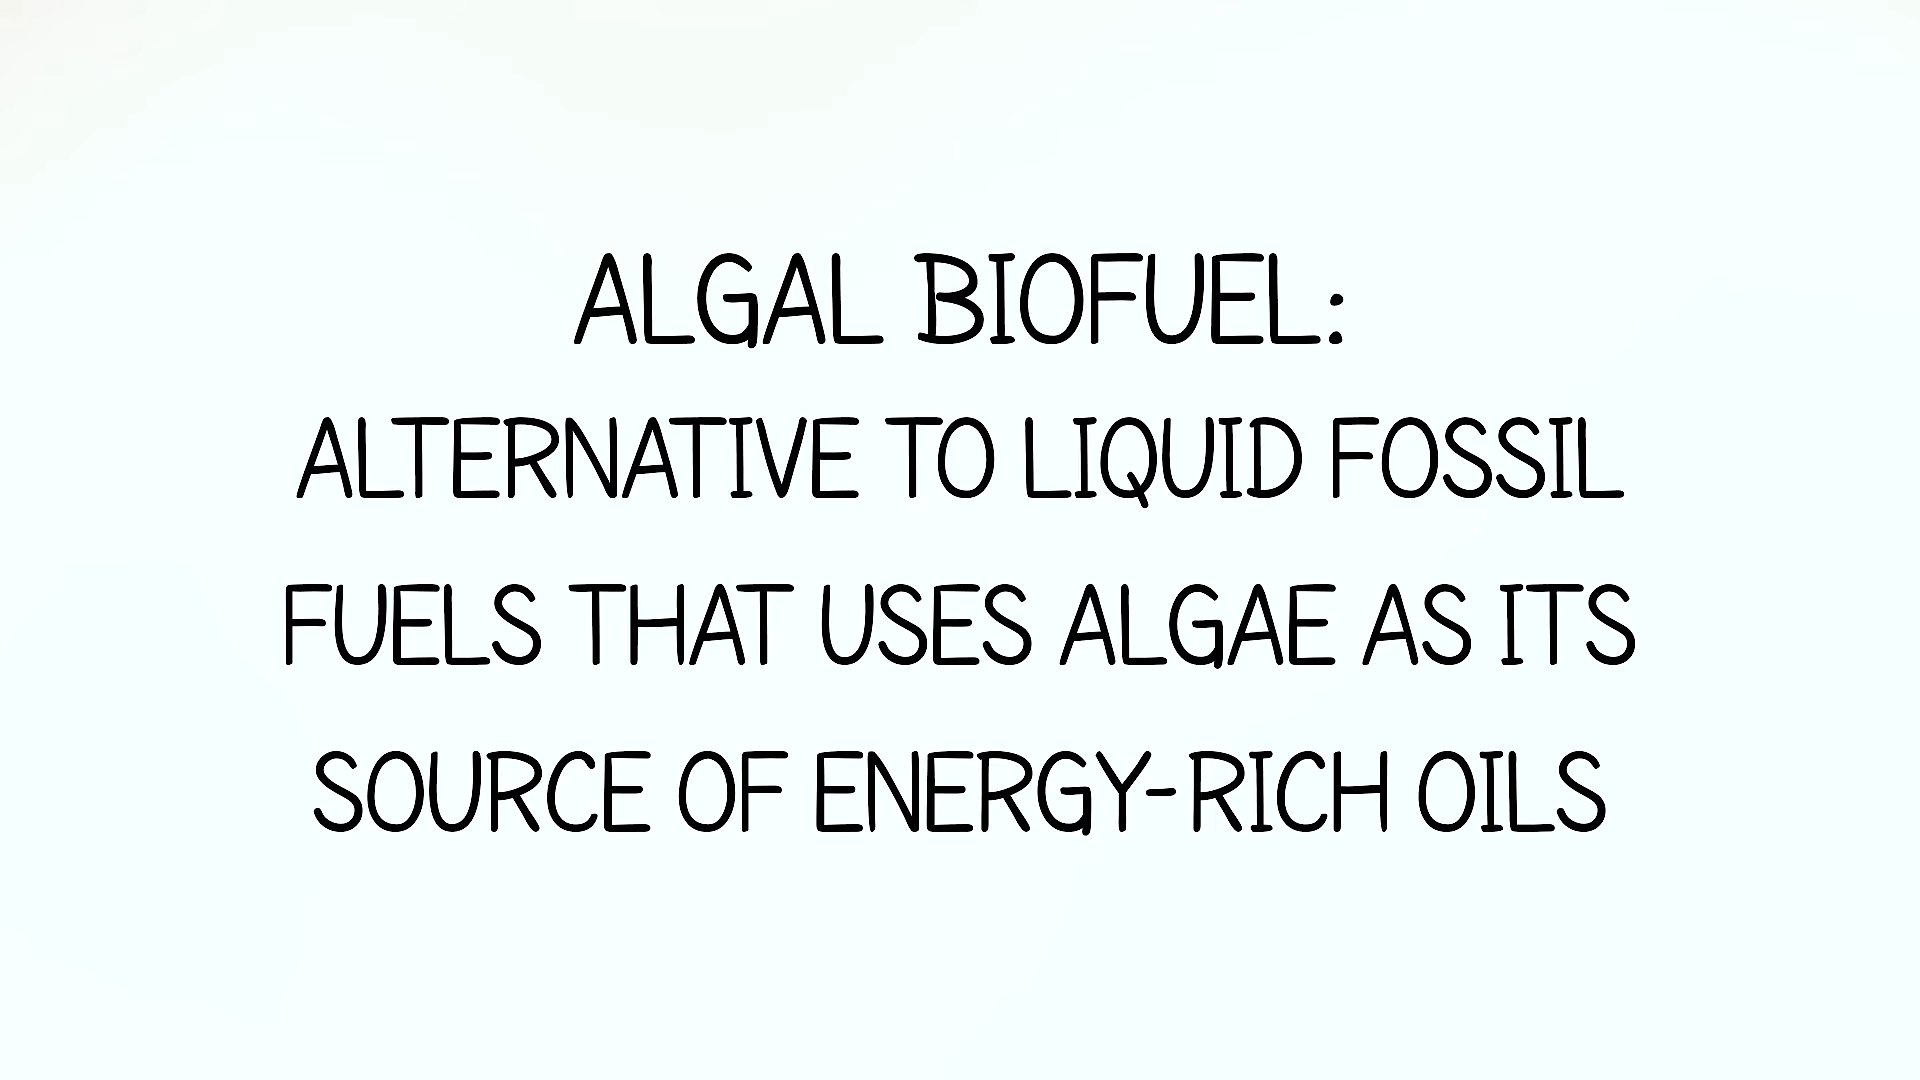 ALGAL BIOFUEL:
ALTERNATIVE TO LIQUID FOSSIL
FUELS THAT USES ALGAE AS ITS
SOURCE OF ENERGY-RICH OILS